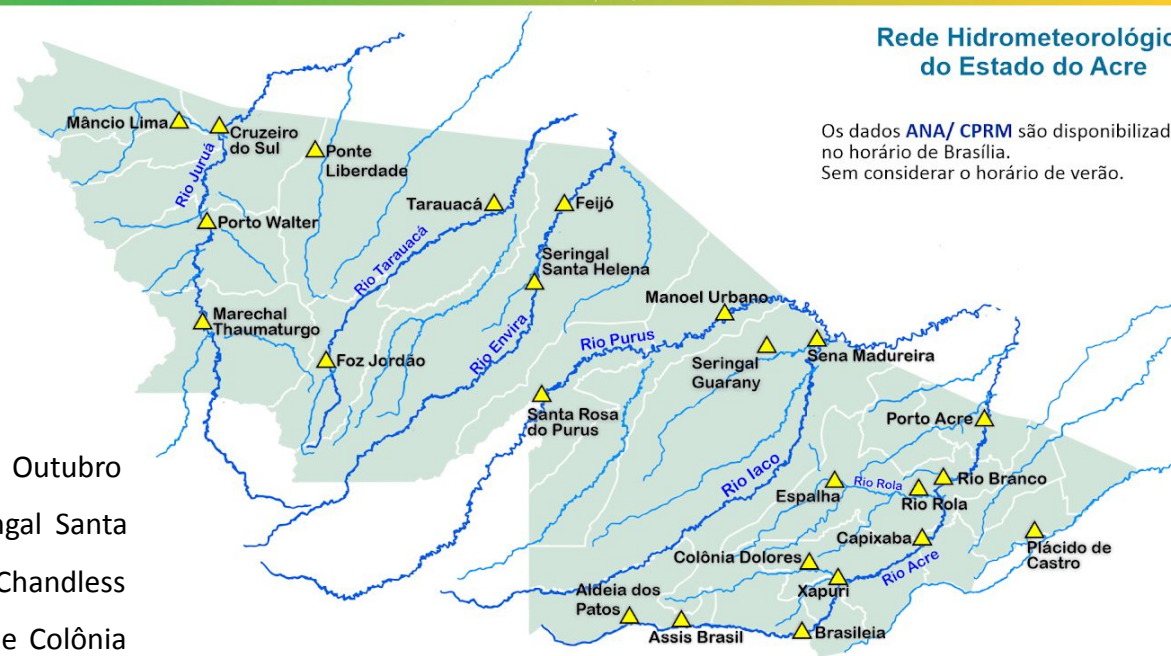 Rede Hidrometeorológic
do Estado do Acre
Os dados ANA/ CPRM são disponibilizad
no horário de Brasília.
Sem considerar o horário de verão.
Mâncio Lima
Cruzeiro
do Sul
Ponte
Liberdade
Rio Juruá
Porto Walter
Tarauacá
Feijó
Rio Tarauacá
Seringal
Santa Helena
Marechal
Thaumaturgo
Foz Jordão
Rio Envira
Manoel Urbano
Rio Purus
Seringal
Guarany
Sena Madureira
Santa Rosa
do Purus
Porto Acre
Rio Iaco
Espalha
Rio Rola
Rio Rola
Rio Branco
Capixaba
Plácido de
Castro
Colônia Dolores
Rio Acre
Xapuri
Aldeia dos
Patos
Assis Brasil
Brasileia
Outubro
ngal Santa
Chandless
e Colônia